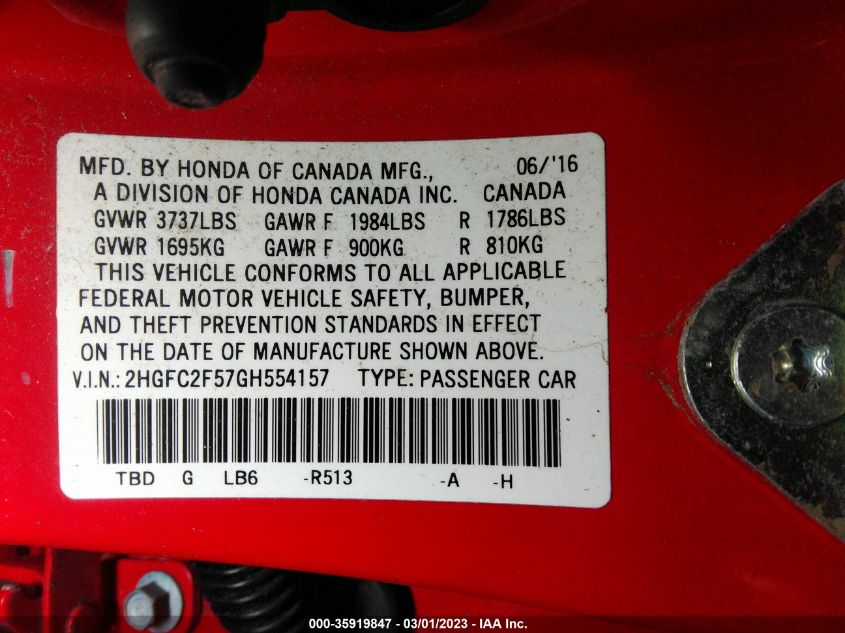 MFD. BY HONDA OF CANADA MFG., 06/'16
A DIVISION OF HONDA CANADA INC. CANADA
GVWR 3737LBS GAWR F 1984LBS R 1786LBS
GVWR 1695KG GAWR F 900KG R 810KG
THIS VEHICLE CONFORMS TO ALL APPLICABLE
FEDERAL MOTOR VEHICLE SAFETY, BUMPER,
AND THEFT PREVENTION STANDARDS IN EFFECT
ON THE DATE OF MANUFACTURE SHOWN ABOVE.
V.I.N.: 2HGFC2F57GH554157 TYPE: PASSENGER CAR
TBD G LB6 -R513 -A -H
000-35919847 — 03/01/2023 - IAA Inc.